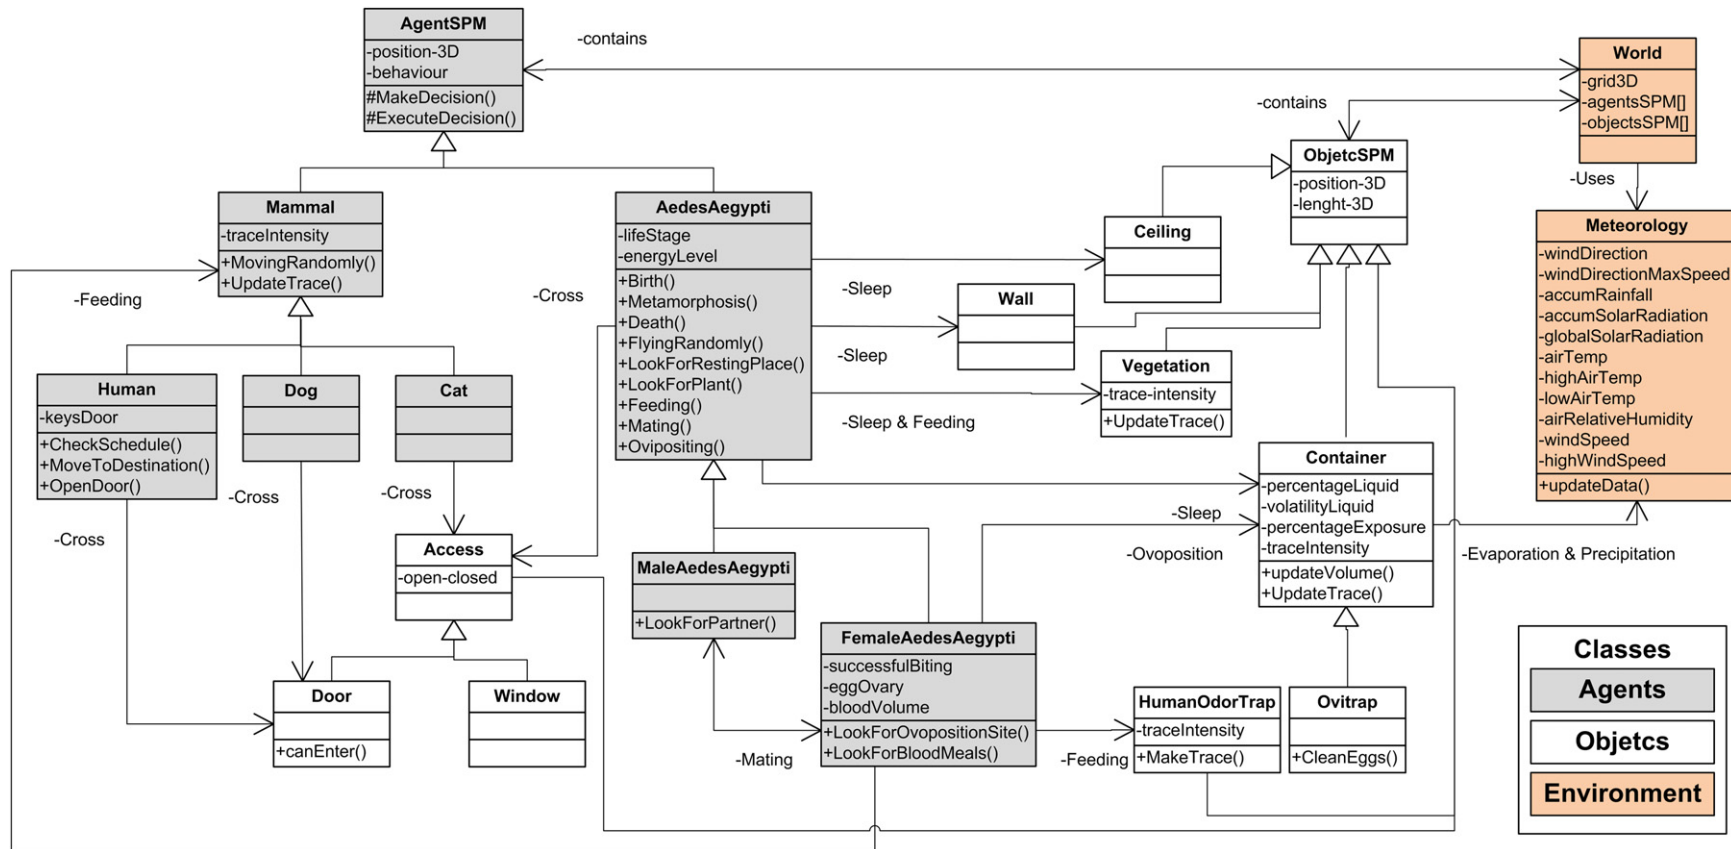 AgentSPM
-position-3D
-behaviour
#MakeDecision()
#ExecuteDecision()
-contains
World
-grid3D
-agentsSPM[]
-objectsSPM[]
-contains
ObjetcSPM
-position-3D
-lenght-3D
-Uses
Mammal
-traceIntensity
+MovingRandomly()
+UpdateTrace()
AedesAegypti
-lifeStage
-energyLevel
+Birth()
+Metamorphosis()
+Death()
+FlyingRandomly()
+LookForRestingPlace()
+LookForPlant()
+Feeding()
+Mating()
+Ovipositing()
Ceiling
Meteorology
-windDirection
-windDirectionMaxSpeed
-accumRainfall
-accumSolarRadiation
-globalSolarRadiation
-airTemp
-highAirTemp
-lowAirTemp
-airRelativeHumidity
-windSpeed
-highWindSpeed
+updateData()
-Feeding
-Cross
-Sleep
Wall
-Sleep
Vegetation
-trace-intensity
+UpdateTrace()
-Sleep & Feeding
Human
-keysDoor
+CheckSchedule()
+MoveToDestination()
+OpenDoor()
Dog
Cat
-Cross
-Cross
-Cross
Container
-percentageLiquid
-volatilityLiquid
-percentageExposure
-traceIntensity
+updateVolume()
+UpdateTrace()
-Sleep
-Ovoposition
-Evaporation & Precipitation
Access
-open-closed
MaleAedesAegypti
+LookForPartner()
FemaleAedesAegypti
-successfulBiting
-eggOvary
-bloodVolume
+LookForOvopositionSite()
+LookForBloodMeals()
Door
+canEnter()
Window
-Mating
-Feeding
HumanOdorTrap
-traceIntensity
+MakeTrace()
Ovitrap
+CleanEggs()
Classes
Agents
Objetcs
Environment